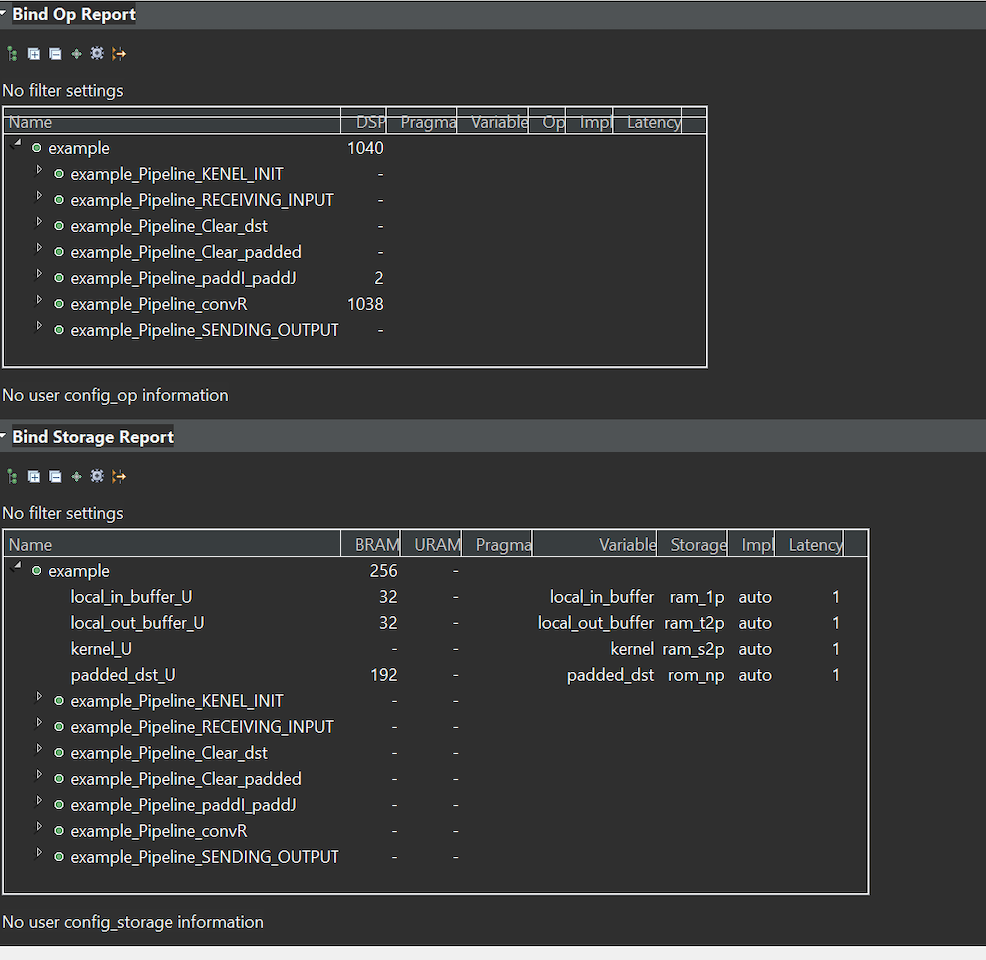 Bind Op Report
No filter settings
Name DSP Pragma Variable Op Impl Latency
example 1040
example_Pipeline_KENEL_INIT -
example_Pipeline_RECEIVING_INPUT -
example_Pipeline_Clear_dst -
example_Pipeline_Clear_padded -
example_Pipeline_paddI_paddJ 2
example_Pipeline_convR 1038
example_Pipeline_SENDING_OUTPUT -
No user config_op information
Bind Storage Report
No filter settings
Name BRAM URAM Pragma Variable Storage Impl Latency
example 256 -
local_in_buffer_U 32 - local_in_buffer ram_1p auto 1
local_out_buffer_U 32 - local_out_buffer ram_t2p auto 1
kernel_U - - kernel ram_s2p auto 1
padded_dst_U 192 - padded_dst rom_np auto 1
example_Pipeline_KENEL_INIT - -
example_Pipeline_RECEIVING_INPUT - -
example_Pipeline_Clear_dst - -
example_Pipeline_Clear_padded - -
example_Pipeline_paddI_paddJ - -
example_Pipeline_convR - -
example_Pipeline_SENDING_OUTPUT - -
No user config_storage information